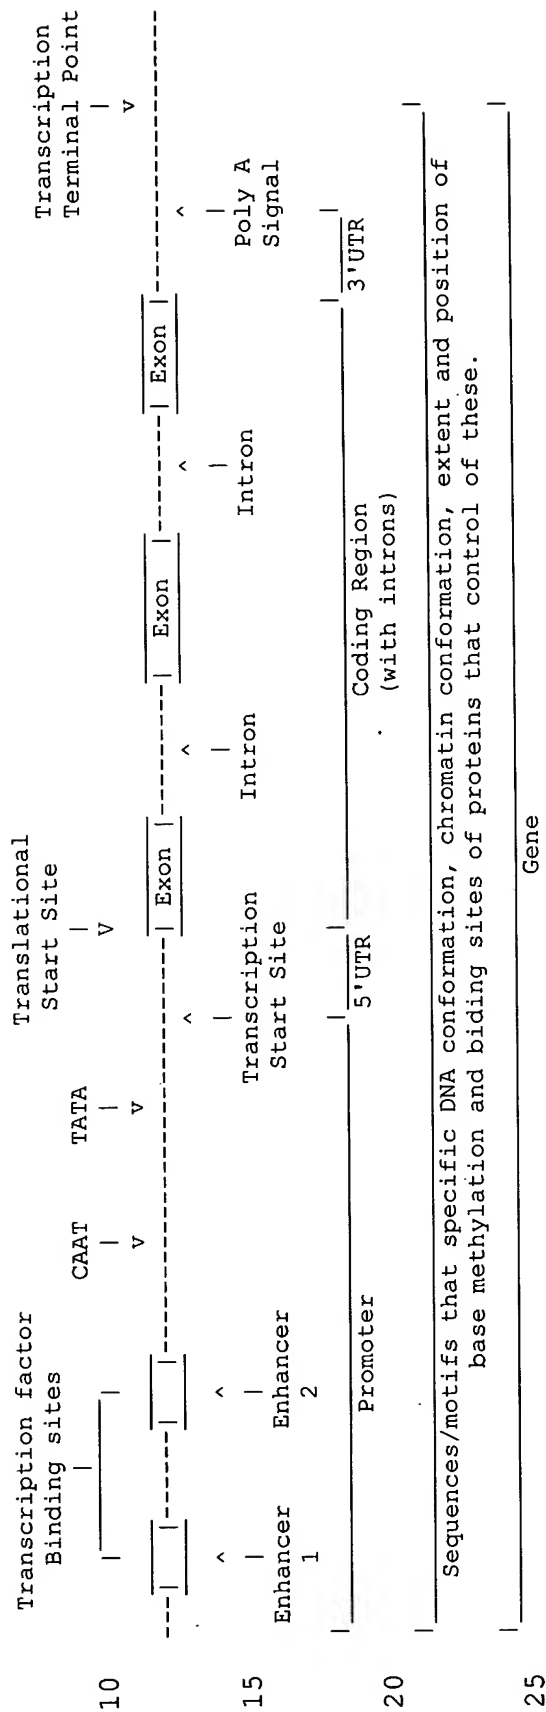 Transcription factor
Binding sites
CAAT
TATA
Translational
Start Site
Transcription
Terminal Point
10
Exon
Exon
Exon
15
Enhancer
1
Enhancer
2
Transcription
Start Site
Intron
Intron
Poly A
Signal
Promoter
5'UTR
Coding Region
(with introns)
3'UTR
20
Sequences/motifs that specific DNA conformation, chromatin conformation, extent and position of
base methylation and biding sites of proteins that control of these.
Gene
25